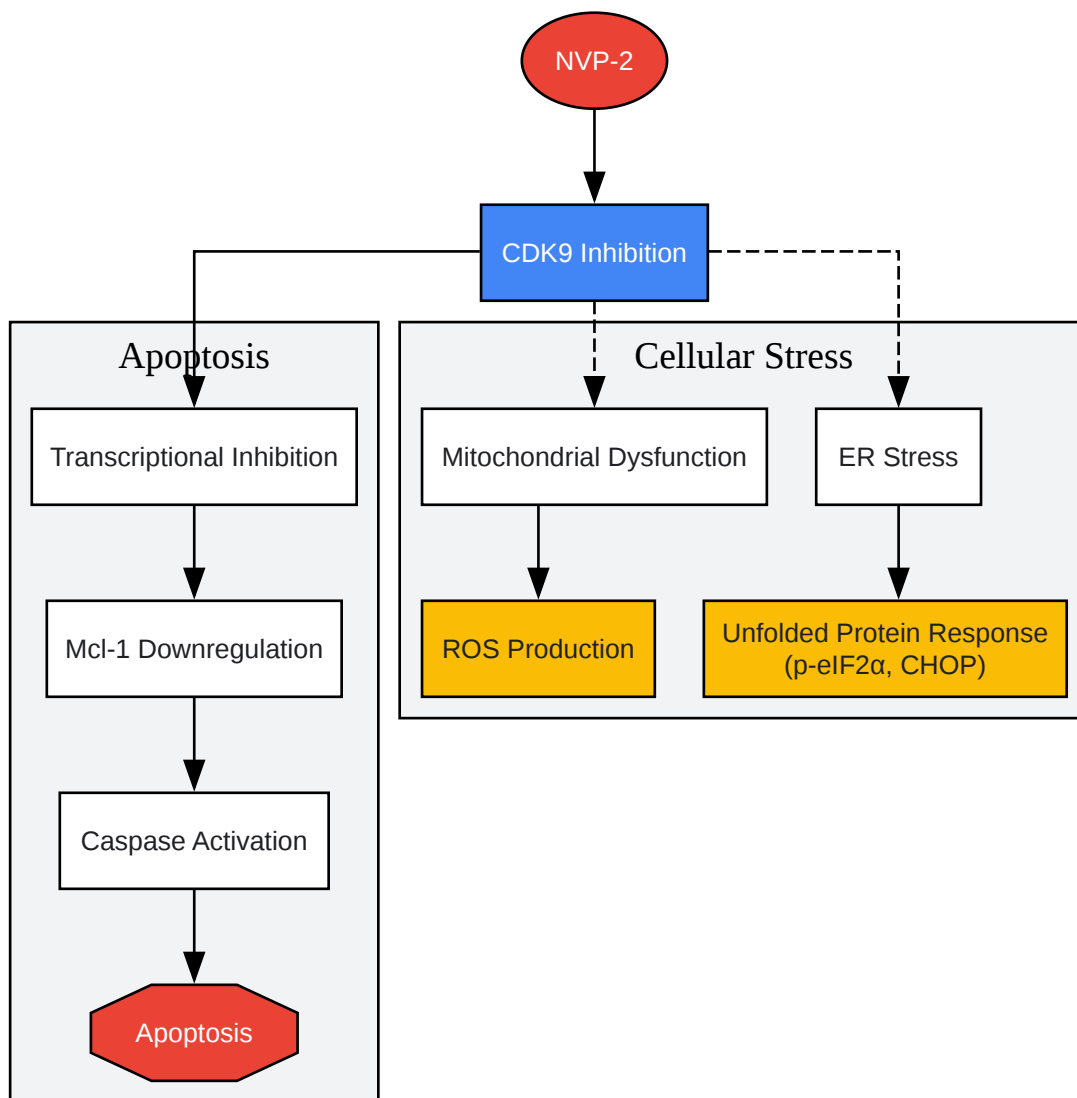 NVP-2
CDK9 Inhibition
Apoptosis
Cellular Stress
Transcriptional Inhibition
Mitochondrial Dysfunction
ER Stress
Mcl-1 Downregulation
ROS Production
Unfolded Protein Response
(p-eIF2α, CHOP)
Caspase Activation
Apoptosis